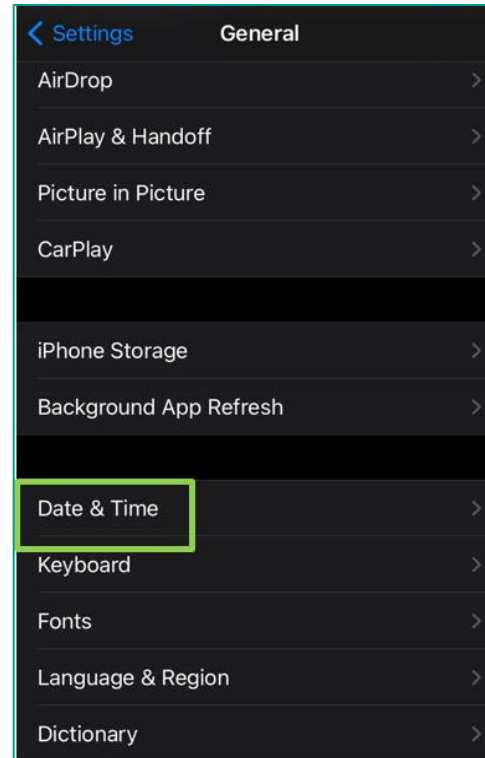 Settings General
AirDrop
AirPlay & Handoff
Picture in Picture
CarPlay
iPhone Storage
Background App Refresh
Date & Time
Keyboard
Fonts
Language & Region
Dictionary